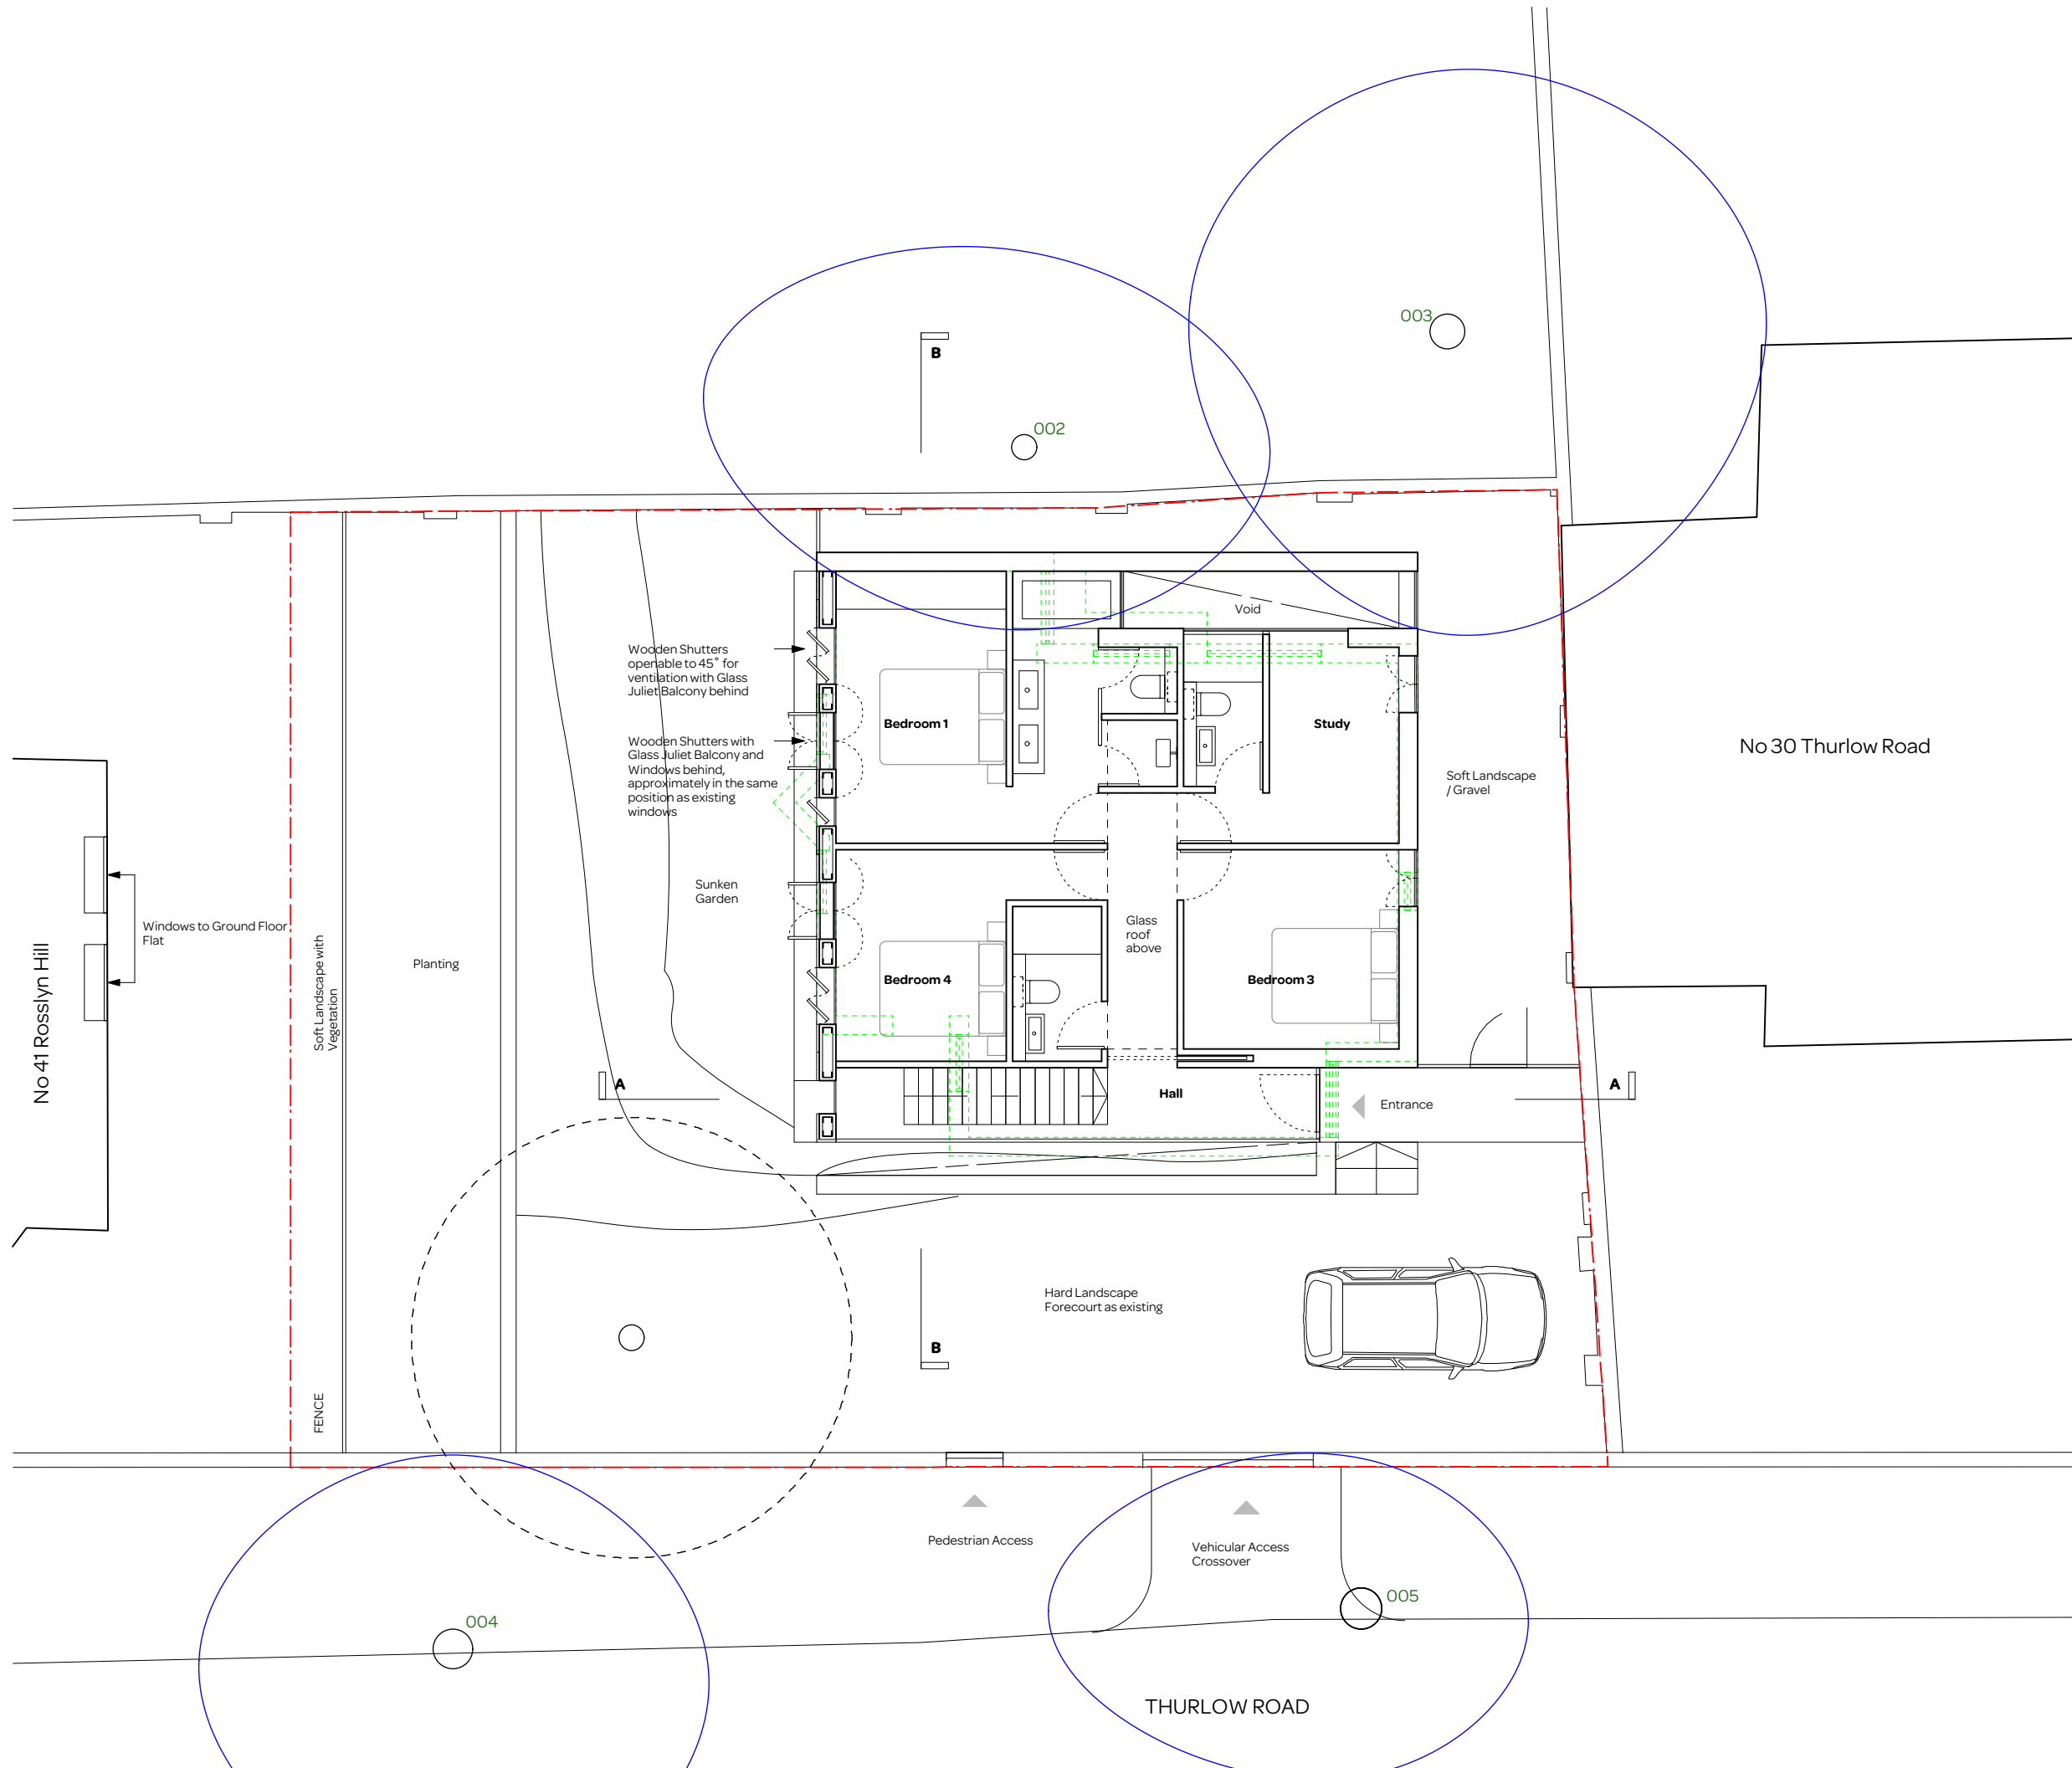 003
B
002
Void
Wooden Shutters
openable to 45° for
ventilation with Glass
Juliet Balcony behind
Bedroom 1
Study
Wooden Shutters with
Glass Juliet Balcony and
Windows behind,
approximately in the same
position as existing
windows
No 30 Thurlow Road
Soft Landscape
/ Gravel
Sunken
Garden
Glass
roof
above
Windows to Ground Floor
Flat
No 41 Rosslyn Hill
Soft Landscape with
Vegetation
Planting
Bedroom 4
Bedroom 3
A
A
Hall
Entrance
Hard Landscape
Forecourt as existing
B
FENCE
Pedestrian Access
Vehicular Access
Crossover
005
004
THURLOW ROAD